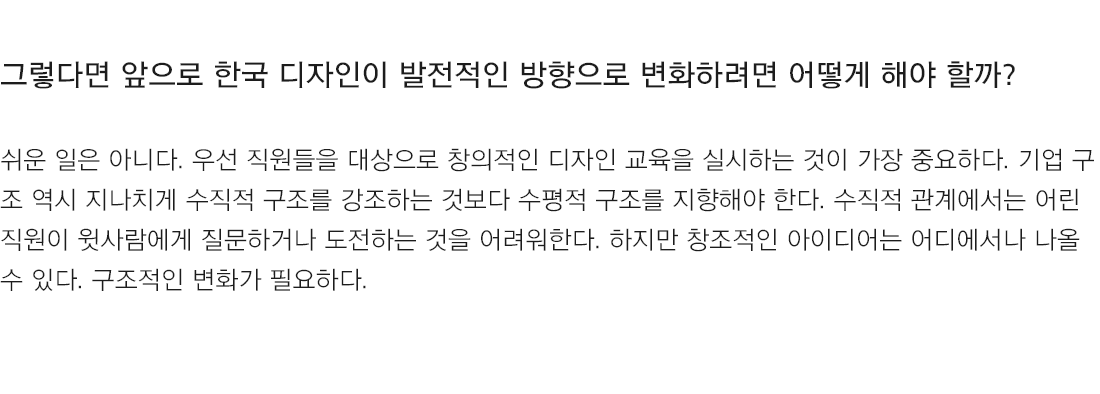 그렇다면 앞으로 한국 디자인이 발전적인 방향으로 변화하려면 어떻게 해야 할까?
쉬운 일은 아니다. 우선 직원들을 대상으로 창의적인 디자인 교육을 실시하는 것이 가장 중요하다. 기업 구
조 역시 지나치게 수직적 구조를 강조하는 것보다 수평적 구조를 지향해야 한다. 수직적 관계에서는 어린
직원이 윗사람에게 질문하거나 도전하는 것을 어려워한다. 하지만 창조적인 아이디어는 어디에서나 나올
수 있다. 구조적인 변화가 필요하다.